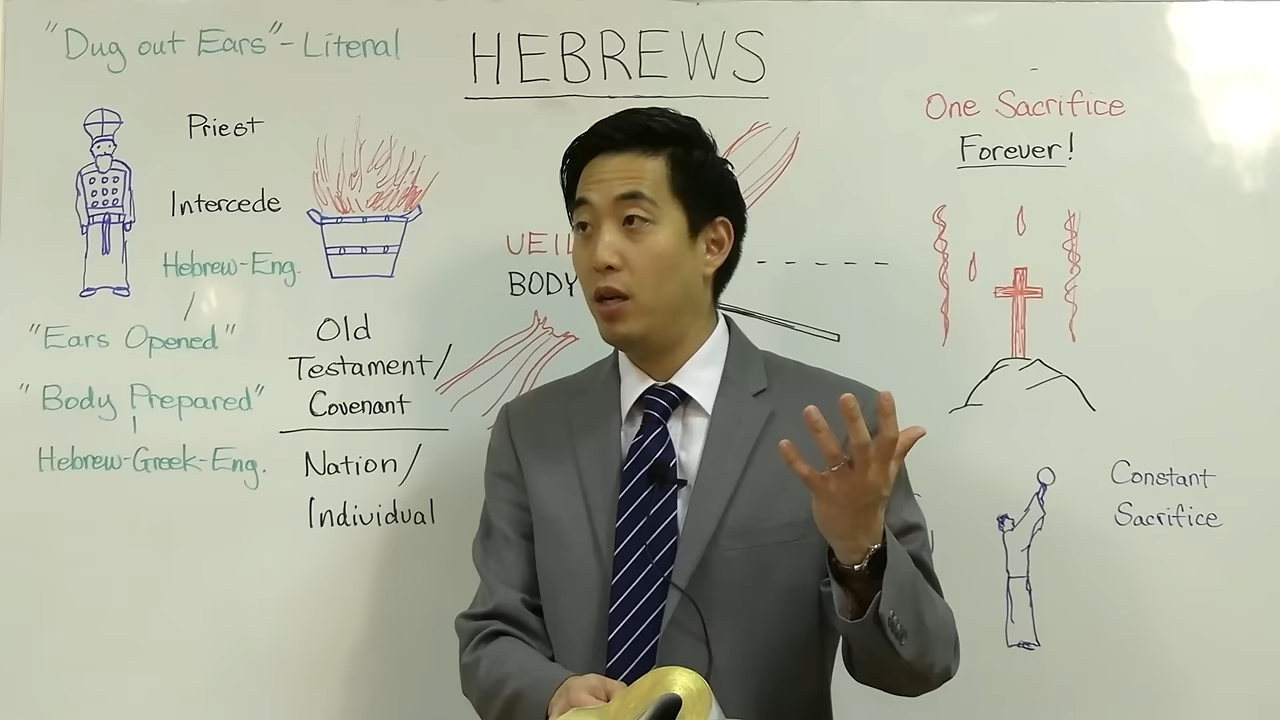 "Dug out Ears" - Literal
HEBREWS
One Sacrifice
Forever!
Priest
Intercede
Hebrew-Eng.
"Ears Opened"
"Body Prepared"
Hebrew-Greek-Eng.
Old
Testament/
Covenant
Nation/
Individual
VEIL
BODY
Constant
Sacrifice